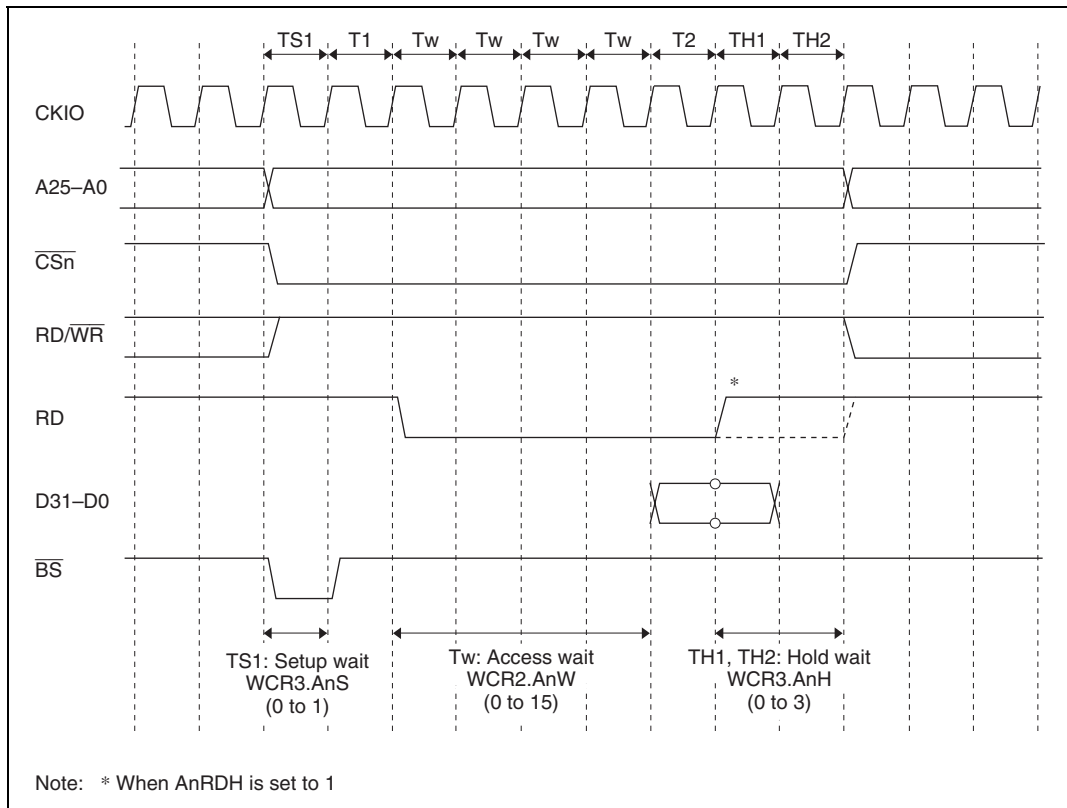 TS1 T1 Tw Tw Tw Tw T2 TH1 TH2
CKIO
A25–A0
CSn
RD/WR
*
RD
D31–D0
BS
TS1: Setup wait
WCR3.AnS
(0 to 1)
Tw: Access wait
WCR2.AnW
(0 to 15)
TH1, TH2: Hold wait
WCR3.AnH
(0 to 3)
Note: * When AnRDH is set to 1